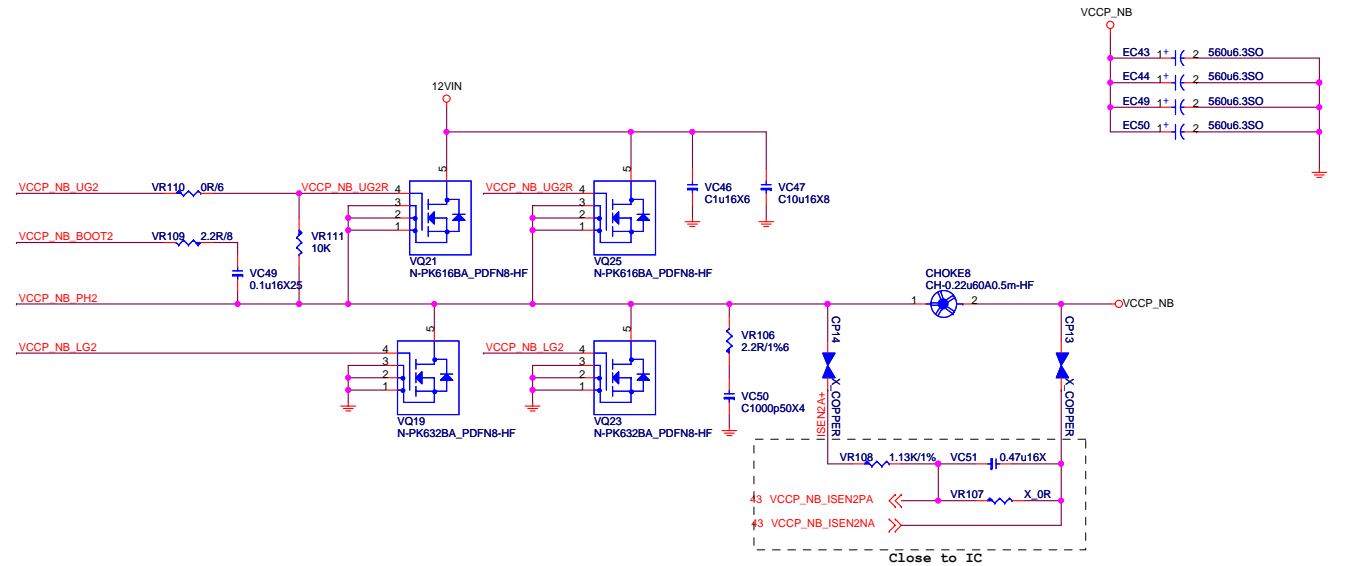 VCCP_NB
EC43 1 + 2 560u6.3SO
EC44 1 + 2 560u6.3SO
EC49 1 + 2 560u6.3SO
EC50 1 + 2 560u6.3SO
12VIN
5
5
VCCP_NB_UG2 VR110 0R/6 VCCP_NB_UG2R 4
3
2
1
VCCP_NB_UG2R 4
3
2
1
VC46
C1u16X6
VC47
C10u16X8
VCCP_NB_BOOT2 VR109 2.2R/8
VR111
10K
VC49
0.1u16X25
VQ21
N-PK616BA_PDFN8-HF
VQ25
N-PK616BA_PDFN8-HF
CHOKE8
CH-0.22u60A0.5m-HF
VCCP_NB_PH2
1 2
VCCP_NB
5
5
VCCP_NB_LG2 4
3
2
1
VCCP_NB_LG2 4
3
2
1
VR106
2.2R/1%6
VC50
C1000p50X4
CP14
X_COPPER
CP13
X_COPPER
ISEN2A+
VQ19
N-PK632BA_PDFN8-HF
VQ23
N-PK632BA_PDFN8-HF
VR108 1.13K/1% VC51 0.47u16X
43 VCCP_NB_ISEN2PA VR107 X_0R
43 VCCP_NB_ISEN2NA
Close to IC